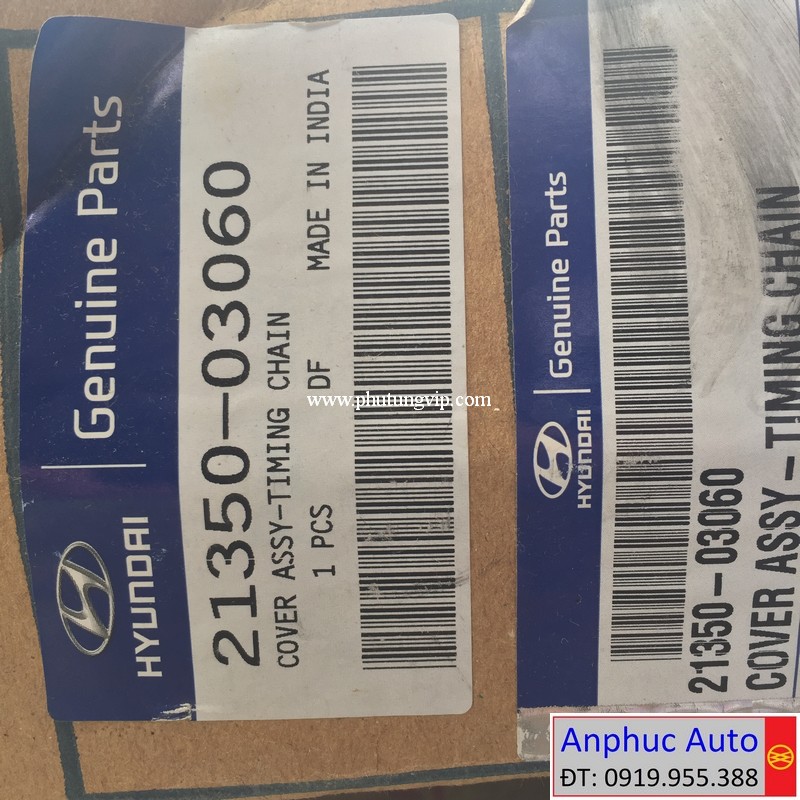 HYUNDAI | Genuine Parts
21350-03060
COVER ASSY-TIMING CHAIN
1 PCS DF MADE IN INDIA
HYUNDAI | Genuine Parts
21350-03060
COVER ASSY-TIMING CHAIN
www.phutungvip.com
Anphuc Auto
ĐT: 0919.955.388